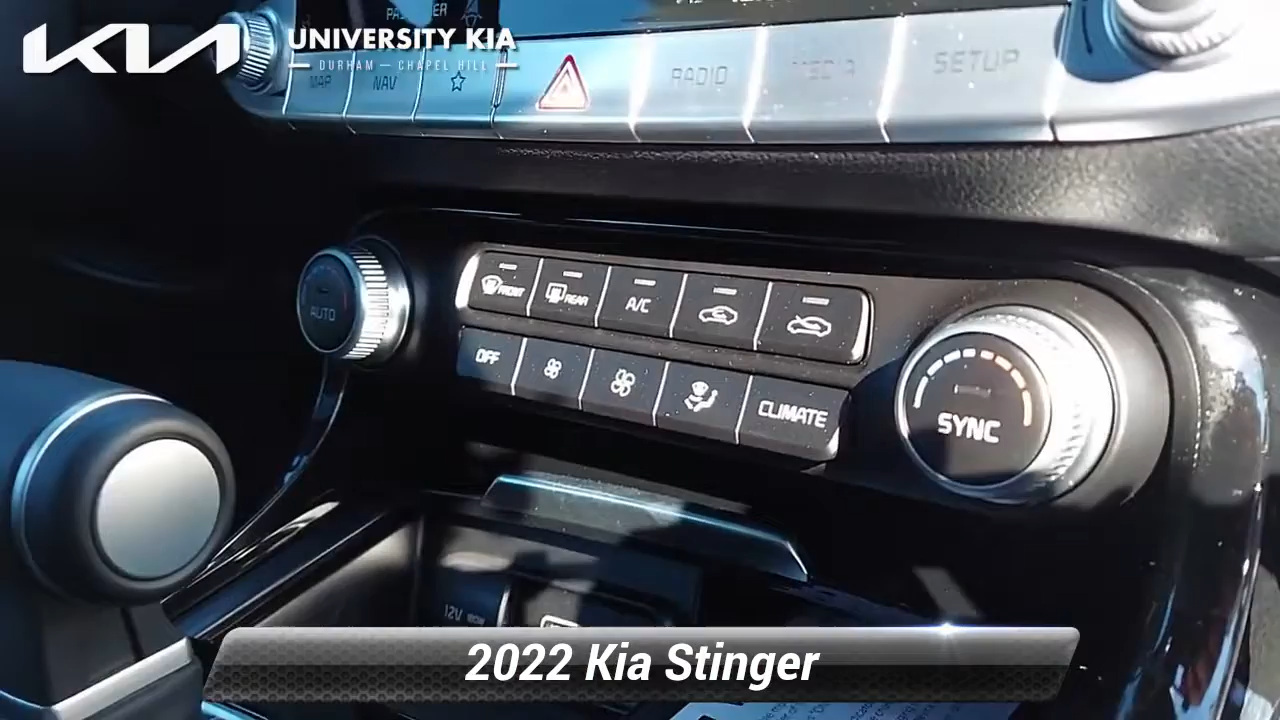 KIA
UNIVERSITY KIA
DURHAM — CHAPEL HILL
MAP NAV RADIO MEDIA SETUP
AUTO
FRONT REAR A/C
OFF CLIMATE
SYNC
12V
2022 Kia Stinger